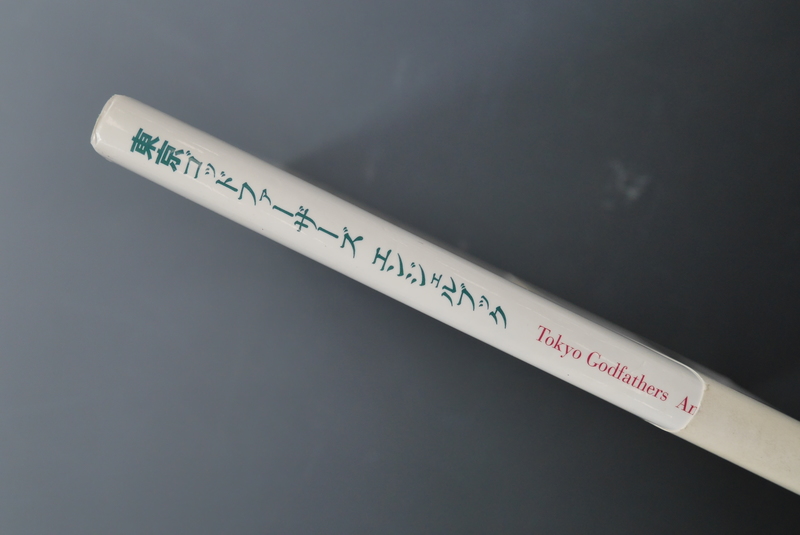 東京ゴッドファーザーズ エンジェルブック
Tokyo Godfathers